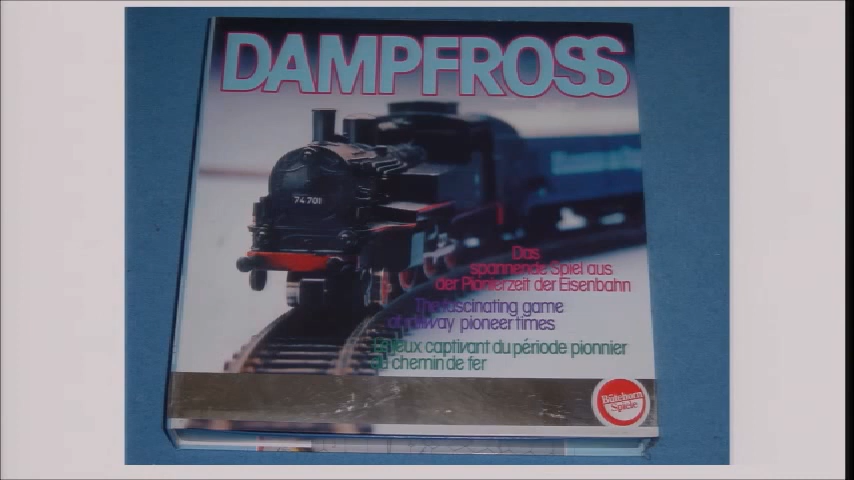 DAMPFROSS
74 701
Das
spannende Spiel aus
der Pionierzeit der Eisenbahn
The fascinating game
of railway pioneer times
Un jeux captivant du période pionnier
du chemin de fer
Bütehorn
Spiele